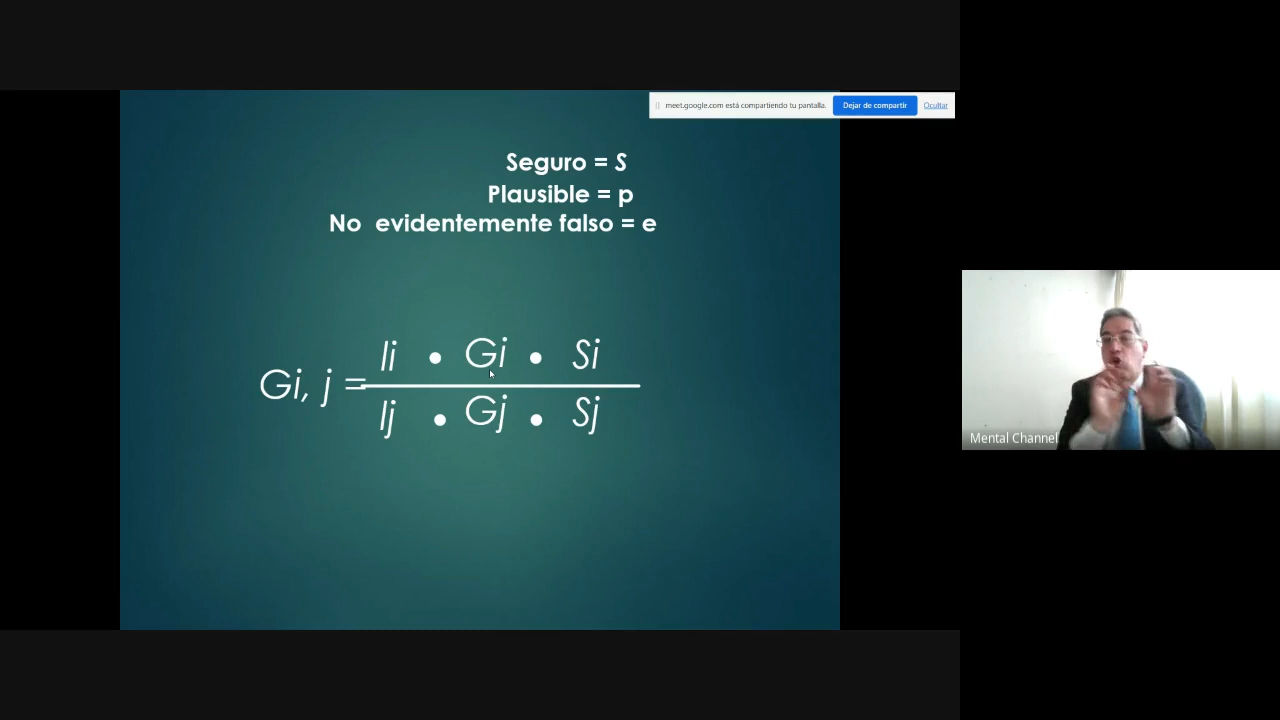 meet.google.com está compartiendo tu pantalla. Dejar de compartir Ocultar
Seguro = S
Plausible = p
No evidentemente falso = e
Ii • Gi • Si
Gi, j =
Ij • Gj • Sj
Mental Channel